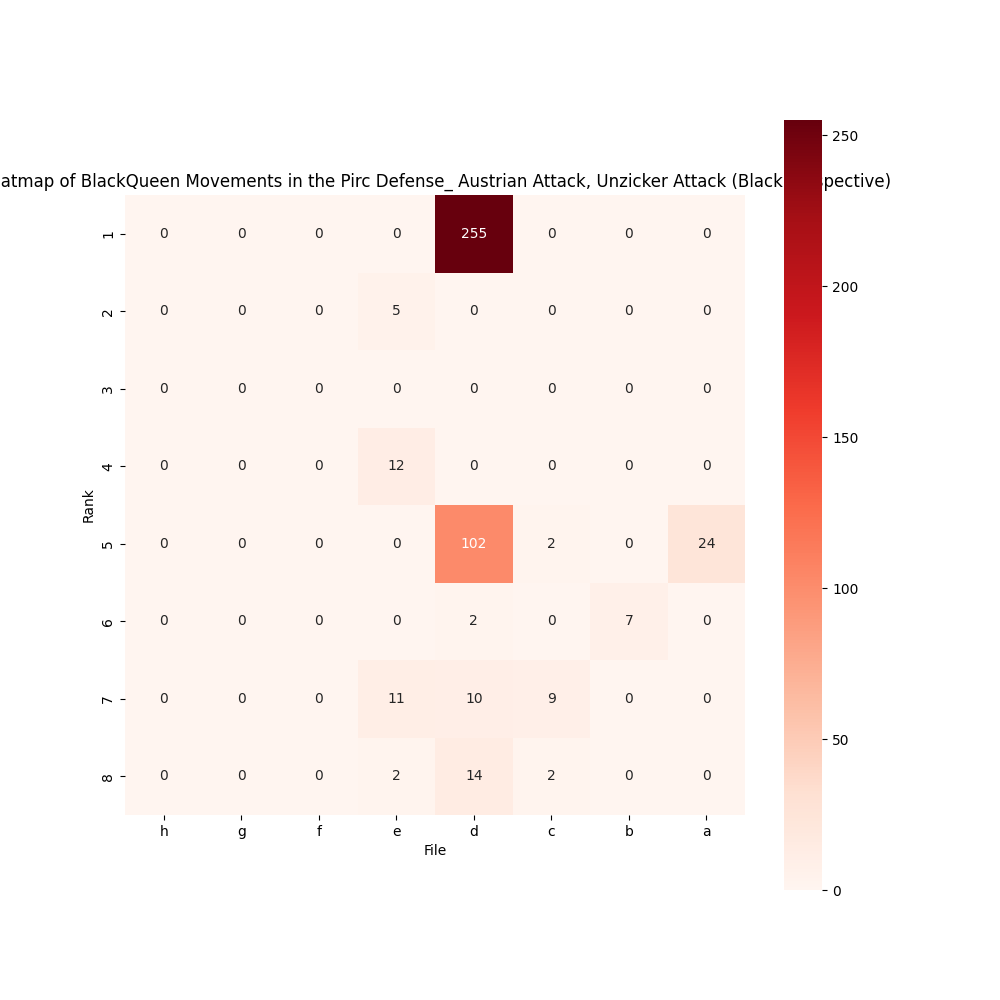 atmap of BlackQueen Movements in the Pirc Defense_ Austrian Attack, Unzicker Attack (Black pective)
1 0 0 0 0 255 0 0 0
2 0 0 0 5 0 0 0 0
3 0 0 0 0 0 0 0 0
4 0 0 0 12 0 0 0 0
5 0 0 0 0 102 2 0 24
6 0 0 0 0 2 0 7 0
7 0 0 0 11 10 9 0 0
8 0 0 0 2 14 2 0 0
h g f e d c b a
File
Rank
250
200
150
100
50
0